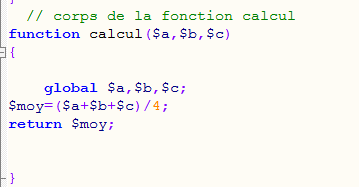 // corps de la fonction calcul
function calcul($a,$b,$c)
{
global $a,$b,$c;
$moy=($a+$b+$c)/4;
return $moy;
}